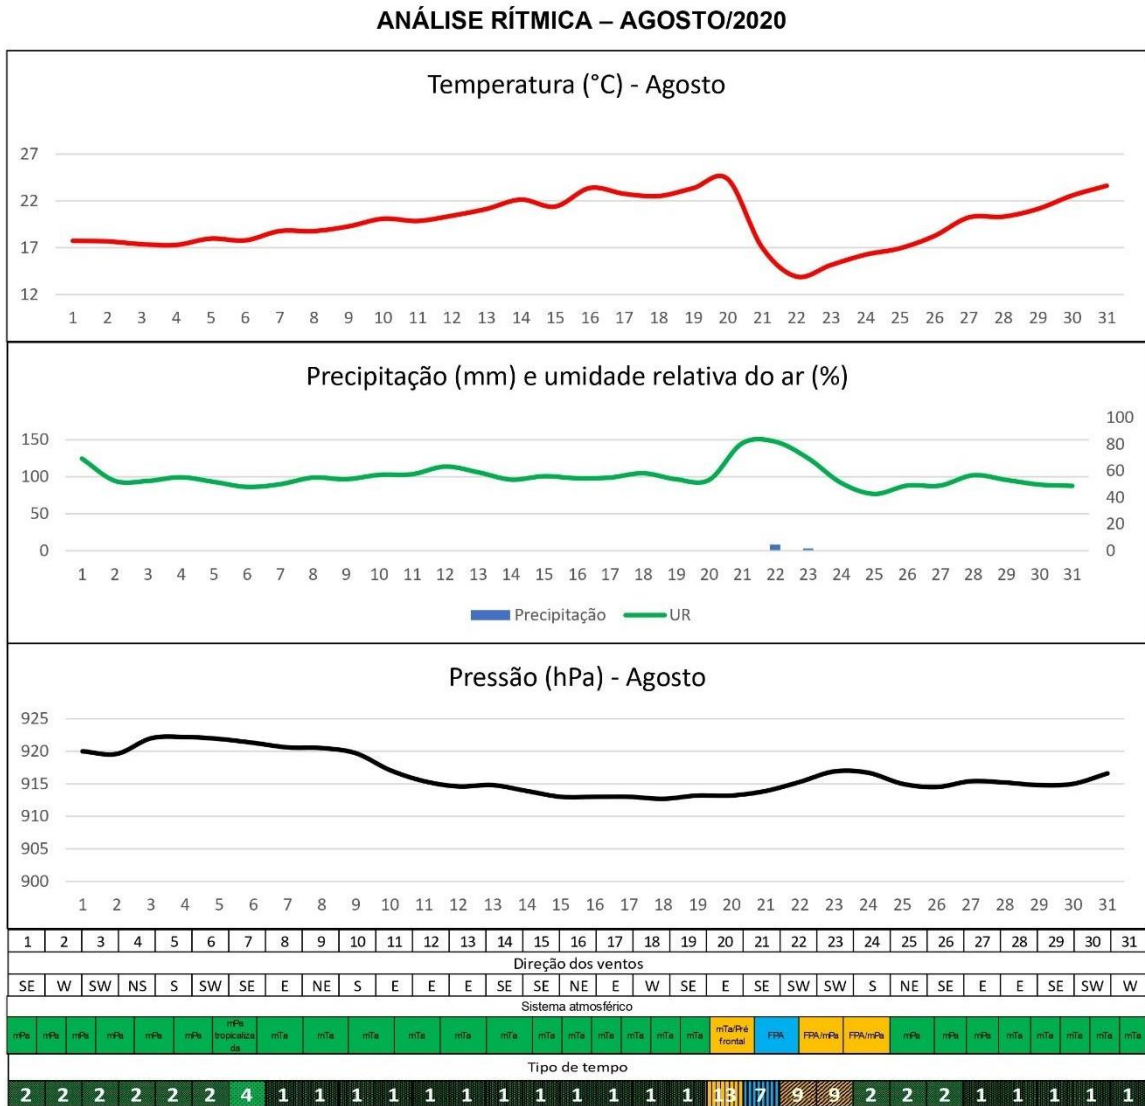 ANÁLISE RÍTMICA – AGOSTO/2020
Temperatura (°C) - Agosto
27
22
17
12
1 2 3 4 5 6 7 8 9 10 11 12 13 14 15 16 17 18 19 20 21 22 23 24 25 26 27 28 29 30 31
Precipitação (mm) e umidade relativa do ar (%)
100
150 80
100 60
40
50 20
0 0
1 2 3 4 5 6 7 8 9 10 11 12 13 14 15 16 17 18 19 20 21 22 23 24 25 26 27 28 29 30 31
Precipitação UR
Pressão (hPa) - Agosto
925
920
915
910
905
900
1 2 3 4 5 6 7 8 9 10 11 12 13 14 15 16 17 18 19 20 21 22 23 24 25 26 27 28 29 30 31
1 2 3 4 5 6 7 8 9 10 11 12 13 14 15 16 17 18 19 20 21 22 23 24 25 26 27 28 29 30 31
Direção dos ventos
SE W SW NS S SW SE E NE S E E E SE SE NE E W SE E SE SW SW S NE SE E E SE SW W
Sistema atmosférico
mPa mPa mPa mPa mPa mPa mPa tropicalizada mTa mTa mTa mTa mTa mTa mTa mTa mTa mTa mTa mTa mTa/Pré frontal FPA FPA/mPa FPA/mPa mPa mPa mPa mTa mTa mTa mTa mTa
Tipo de tempo
2 2 2 2 2 2 4 1 1 1 1 1 1 1 1 1 1 1 1 13 7 9 9 2 2 2 1 1 1 1 1